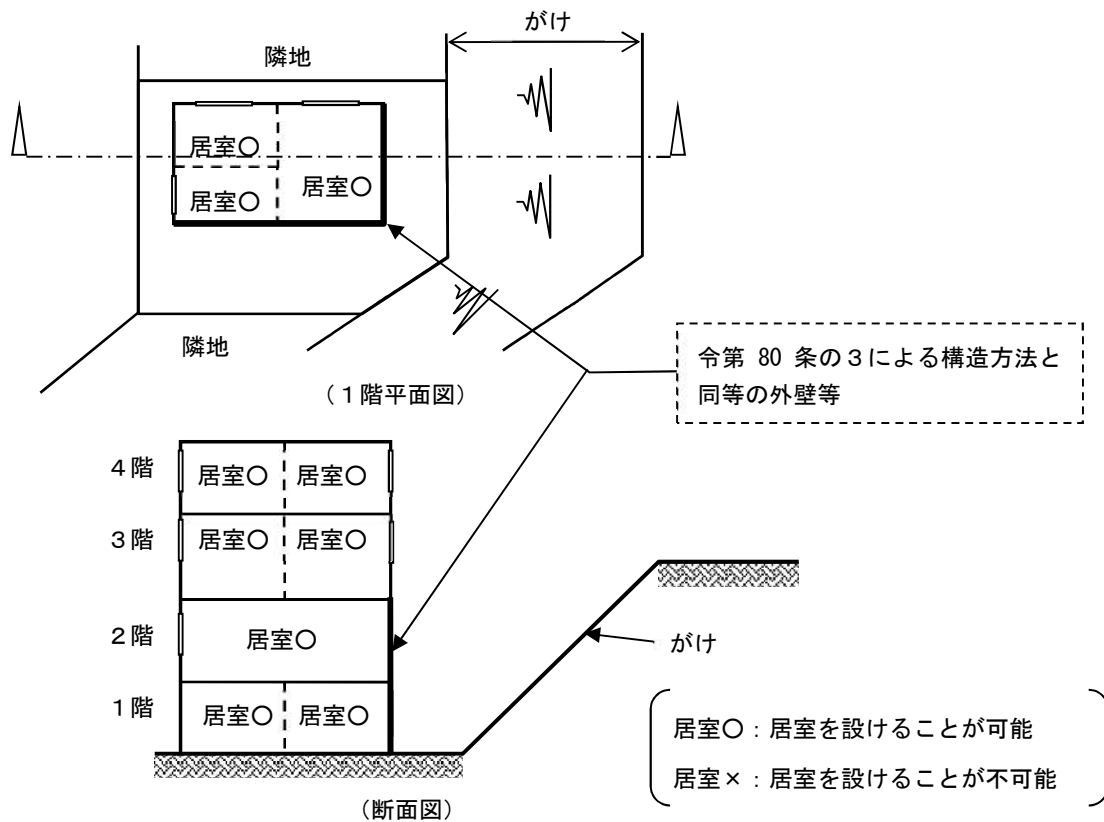 がけ
隣地
居室○
居室○
居室○
隣地
（１階平面図）
令第 80 条の３による構造方法と
同等の外壁等
４階
居室○
居室○
３階
居室○
居室○
２階
居室○
１階
居室○
居室○
がけ
居室○：居室を設けることが可能
居室×：居室を設けることが不可能
（断面図）